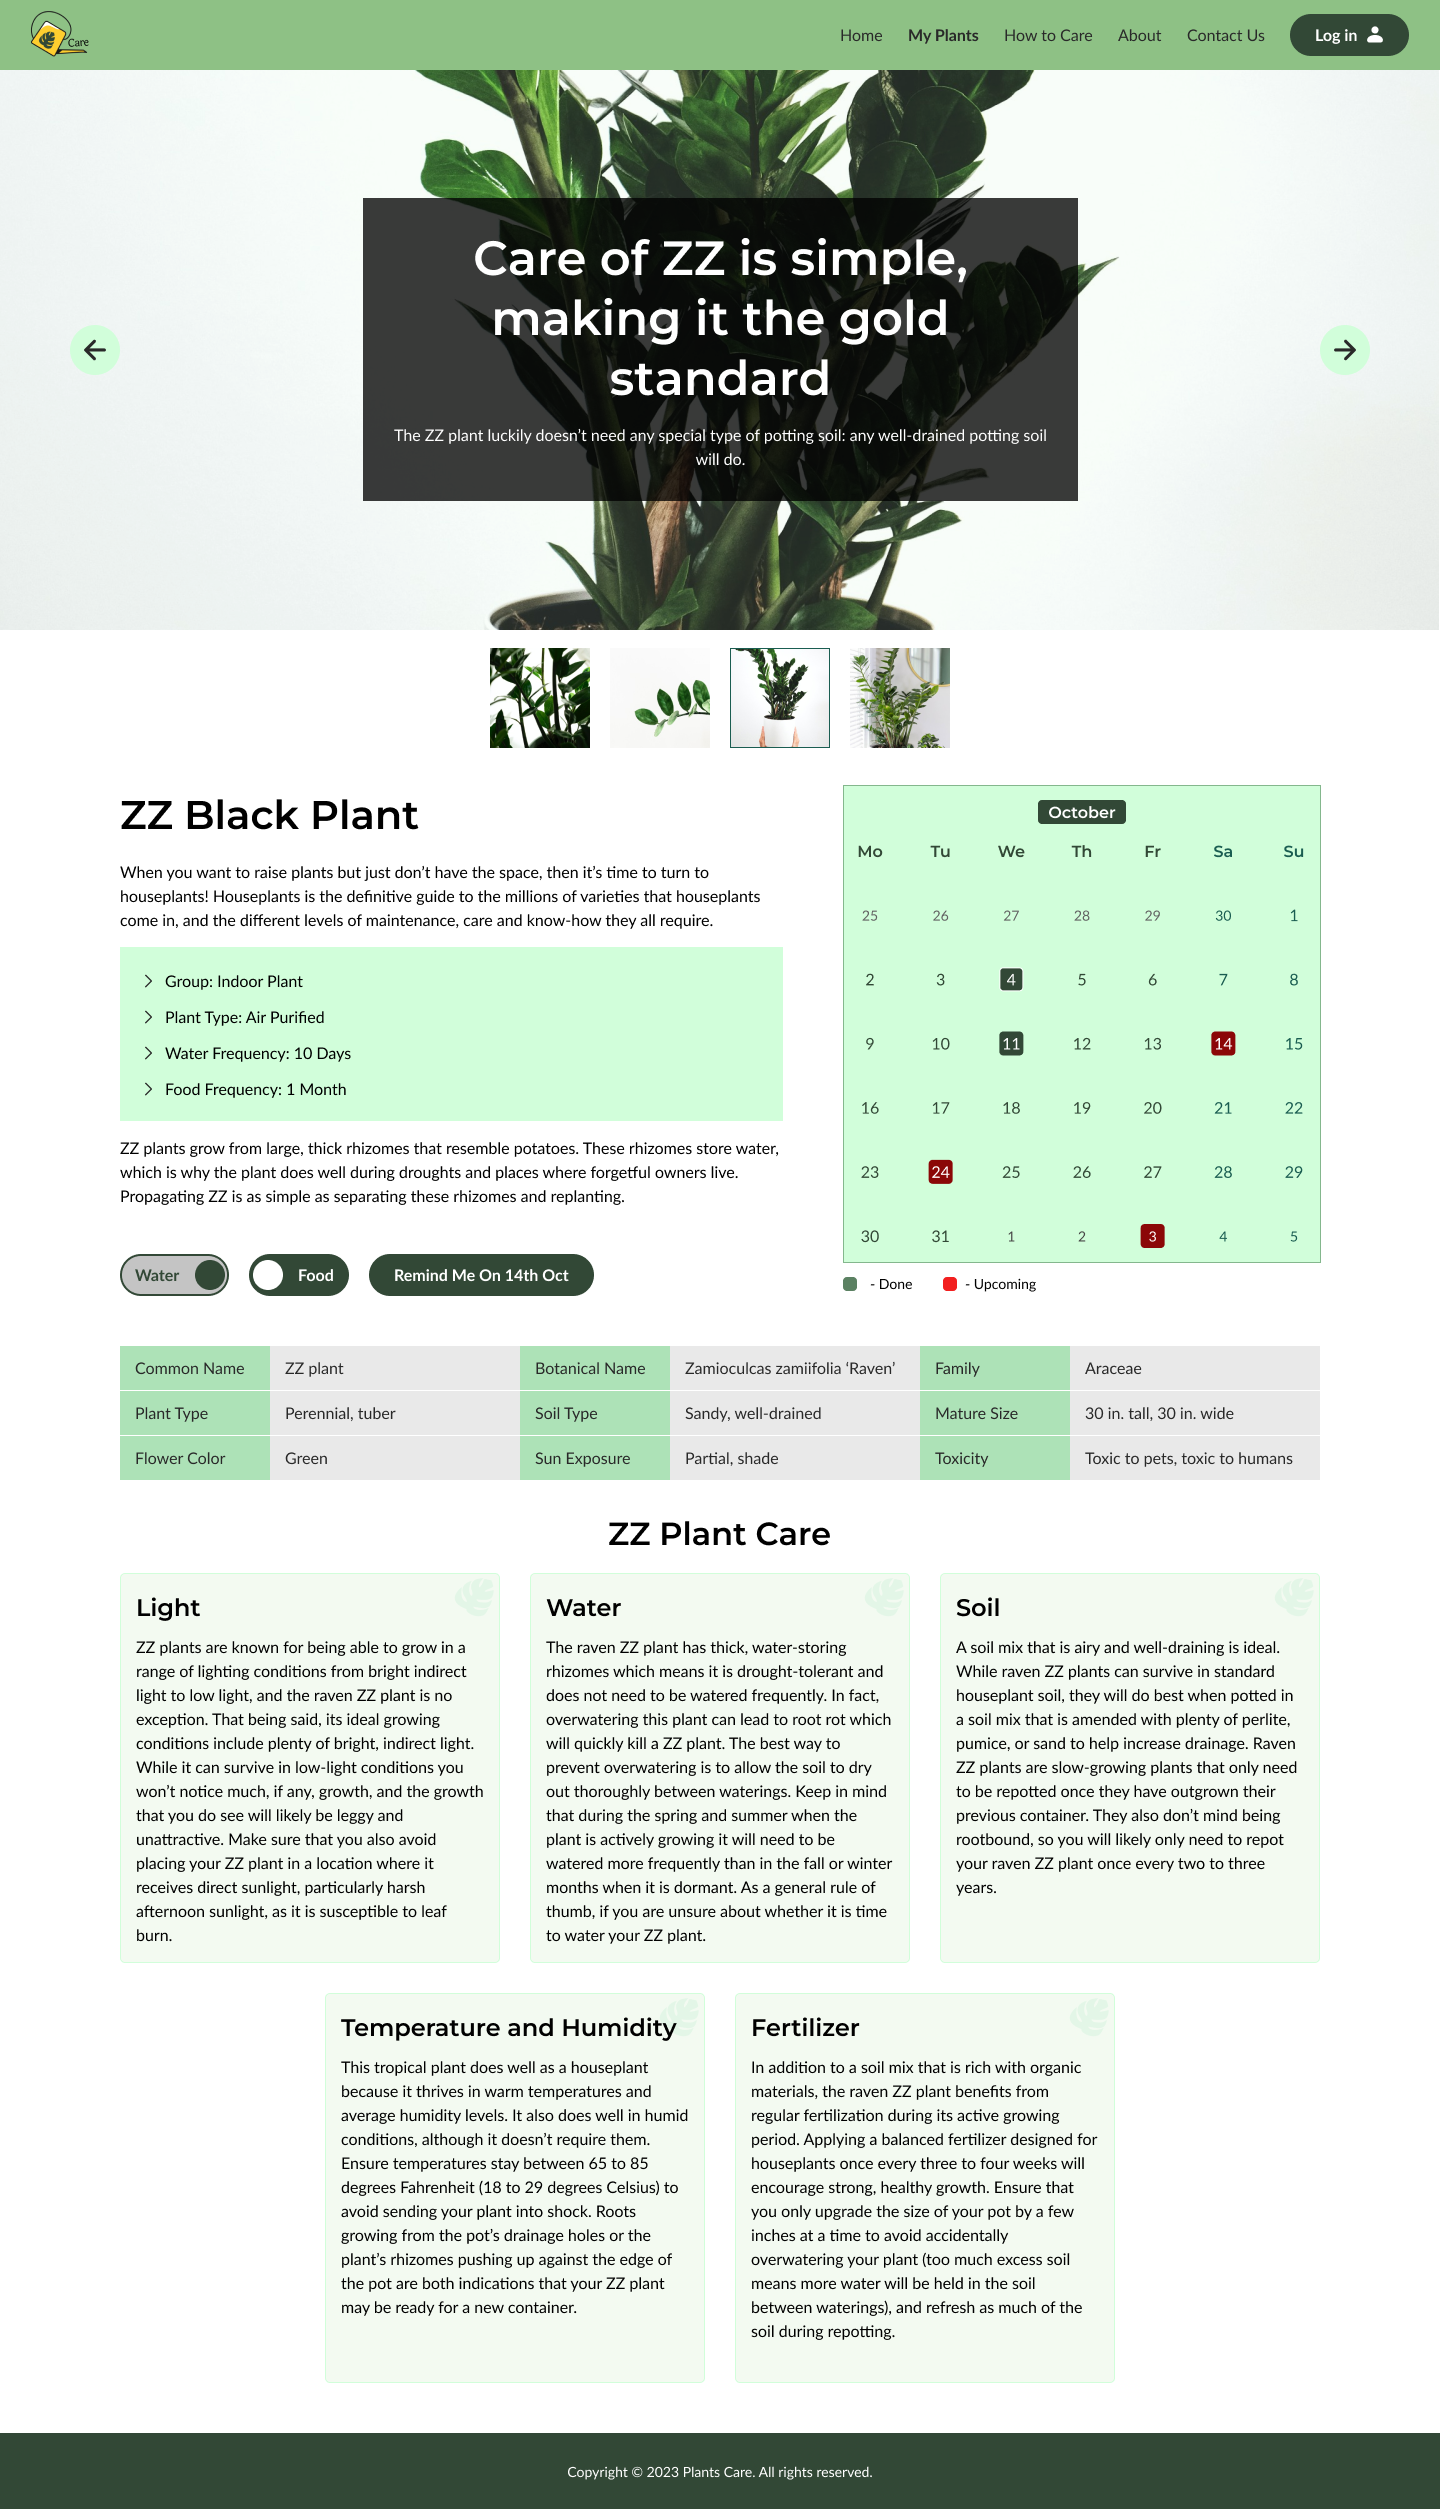 Care
Home My Plants How to Care About Contact Us Log in
Care of ZZ is simple,
making it the gold
standard
The ZZ plant luckily doesn’t need any special type of potting soil: any well-drained potting soil
will do.
ZZ Black Plant
When you want to raise plants but just don’t have the space, then it’s time to turn to
houseplants! Houseplants is the definitive guide to the millions of varieties that houseplants
come in, and the different levels of maintenance, care and know-how they all require.
Group: Indoor Plant
Plant Type: Air Purified
Water Frequency: 10 Days
Food Frequency: 1 Month
ZZ plants grow from large, thick rhizomes that resemble potatoes. These rhizomes store water,
which is why the plant does well during droughts and places where forgetful owners live.
Propagating ZZ is as simple as separating these rhizomes and replanting.
Water Food Remind Me On 14th Oct
October
Mo Tu We Th Fr Sa Su
25 26 27 28 29 30 1
2 3 4 5 6 7 8
9 10 11 12 13 14 15
16 17 18 19 20 21 22
23 24 25 26 27 28 29
30 31 1 2 3 4 5
- Done - Upcoming
Common Name ZZ plant Botanical Name Zamioculcas zamiifolia ‘Raven’ Family Araceae
Plant Type Perennial, tuber Soil Type Sandy, well-drained Mature Size 30 in. tall, 30 in. wide
Flower Color Green Sun Exposure Partial, shade Toxicity Toxic to pets, toxic to humans
ZZ Plant Care
Light
ZZ plants are known for being able to grow in a
range of lighting conditions from bright indirect
light to low light, and the raven ZZ plant is no
exception. That being said, its ideal growing
conditions include plenty of bright, indirect light.
While it can survive in low-light conditions you
won’t notice much, if any, growth, and the growth
that you do see will likely be leggy and
unattractive. Make sure that you also avoid
placing your ZZ plant in a location where it
receives direct sunlight, particularly harsh
afternoon sunlight, as it is susceptible to leaf
burn.
Water
The raven ZZ plant has thick, water-storing
rhizomes which means it is drought-tolerant and
does not need to be watered frequently. In fact,
overwatering this plant can lead to root rot which
will quickly kill a ZZ plant. The best way to
prevent overwatering is to allow the soil to dry
out thoroughly between waterings. Keep in mind
that during the spring and summer when the
plant is actively growing it will need to be
watered more frequently than in the fall or winter
months when it is dormant. As a general rule of
thumb, if you are unsure about whether it is time
to water your ZZ plant.
Soil
A soil mix that is airy and well-draining is ideal.
While raven ZZ plants can survive in standard
houseplant soil, they will do best when potted in
a soil mix that is amended with plenty of perlite,
pumice, or sand to help increase drainage. Raven
ZZ plants are slow-growing plants that only need
to be repotted once they have outgrown their
previous container. They also don’t mind being
rootbound, so you will likely only need to repot
your raven ZZ plant once every two to three
years.
Temperature and Humidity
This tropical plant does well as a houseplant
because it thrives in warm temperatures and
average humidity levels. It also does well in humid
conditions, although it doesn’t require them.
Ensure temperatures stay between 65 to 85
degrees Fahrenheit (18 to 29 degrees Celsius) to
avoid sending your plant into shock. Roots
growing from the pot’s drainage holes or the
plant’s rhizomes pushing up against the edge of
the pot are both indications that your ZZ plant
may be ready for a new container.
Fertilizer
In addition to a soil mix that is rich with organic
materials, the raven ZZ plant benefits from
regular fertilization during its active growing
period. Applying a balanced fertilizer designed for
houseplants once every three to four weeks will
encourage strong, healthy growth. Ensure that
you only upgrade the size of your pot by a few
inches at a time to avoid accidentally
overwatering your plant (too much excess soil
means more water will be held in the soil
between waterings), and refresh as much of the
soil during repotting.
Copyright © 2023 Plants Care. All rights reserved.